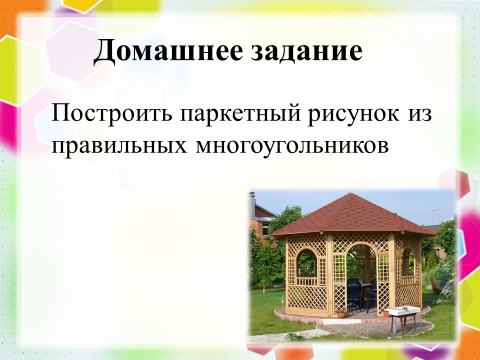 Домашнее задание
Построить паркетный рисунок из
правильных многоугольников